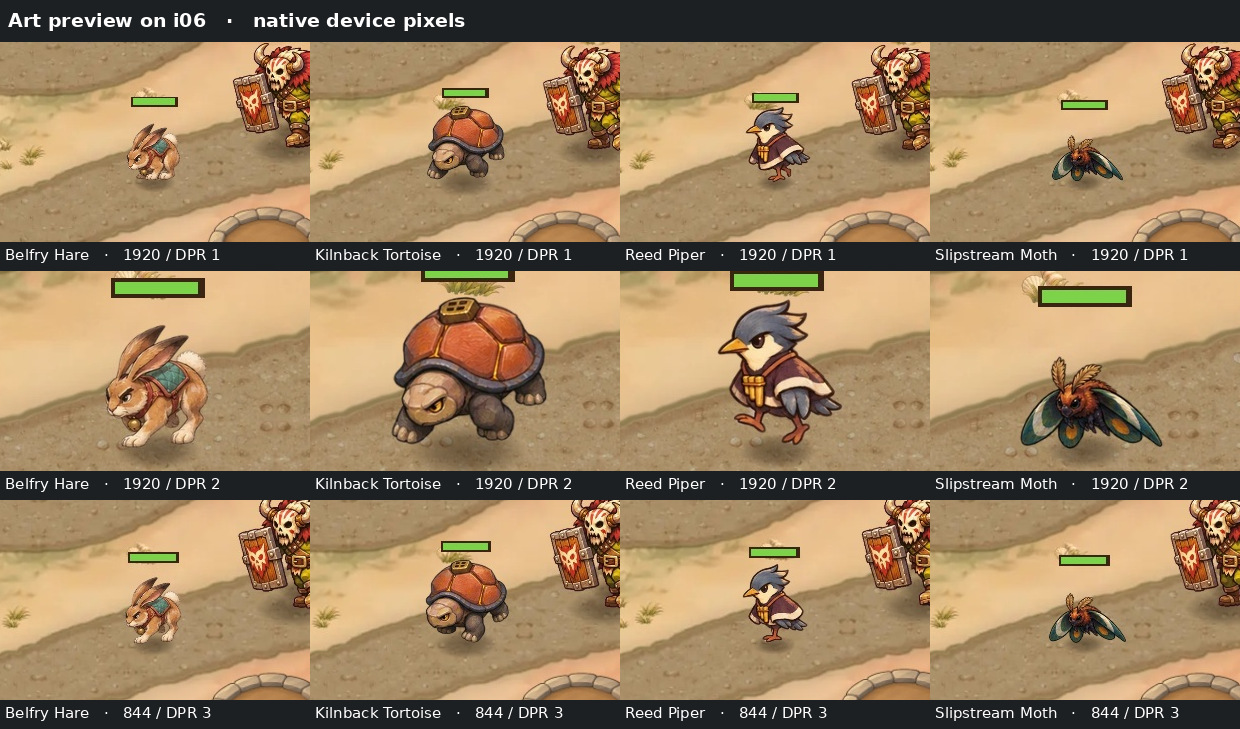 Art preview on i06 · native device pixels
Belfry Hare · 1920 / DPR 1
Kilnback Tortoise · 1920 / DPR 1
Reed Piper · 1920 / DPR 1
Slipstream Moth · 1920 / DPR 1
Belfry Hare · 1920 / DPR 2
Kilnback Tortoise · 1920 / DPR 2
Reed Piper · 1920 / DPR 2
Slipstream Moth · 1920 / DPR 2
Belfry Hare · 844 / DPR 3
Kilnback Tortoise · 844 / DPR 3
Reed Piper · 844 / DPR 3
Slipstream Moth · 844 / DPR 3